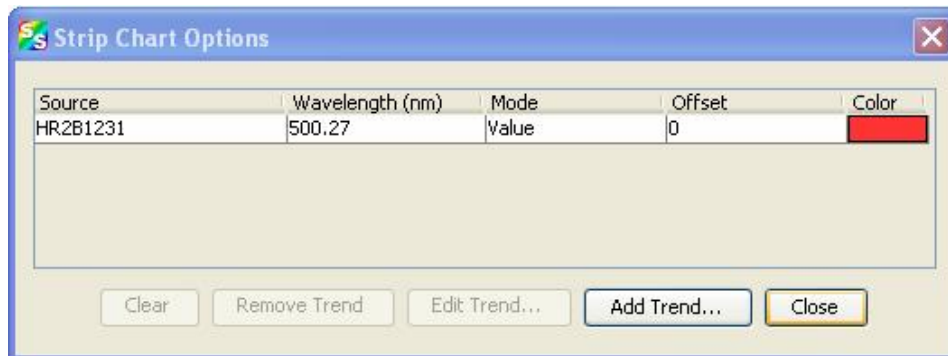 Strip Chart Options
Source Wavelength (nm) Mode Offset Color
HR2B1231 500.27 Value 0
Clear Remove Trend Edit Trend... Add Trend... Close